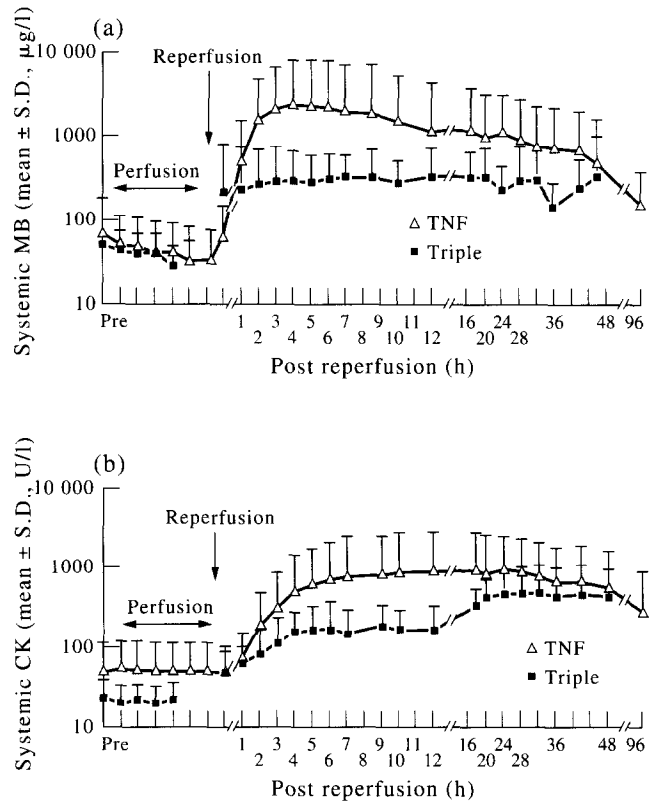 (a)
Systemic MB (mean ± S.D., μg/l)
10 000
1000
100
10
Reperfusion
Perfusion
TNF
Triple
Pre
1 3 5 7 9 11 16 24 36 48 96
2 4 6 8 10 12 20 28
Post reperfusion (h)
(b)
Systemic CK (mean ± S.D., U/l)
10 000
1000
100
10
Reperfusion
Perfusion
TNF
Triple
Pre
1 3 5 7 9 11 16 24 36 48 96
2 4 6 8 10 12 20 28
Post reperfusion (h)